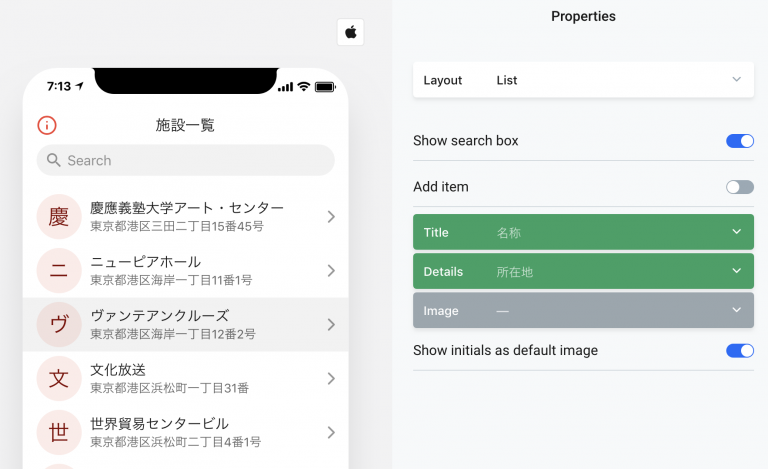 7:13
施設一覧
Search
慶
慶應義塾大学アート・センター
東京都港区三田二丁目15番45号
ニ
ニューピアホール
東京都港区海岸一丁目11番1号
ヴ
ヴァンテアンクルーズ
東京都港区海岸一丁目12番2号
文
文化放送
東京都港区浜松町一丁目31番
世
世界貿易センタービル
東京都港区浜松町二丁目4番1号
Properties
Layout List
Show search box
Add item
Title 名称
Details 所在地
Image —
Show initials as default image